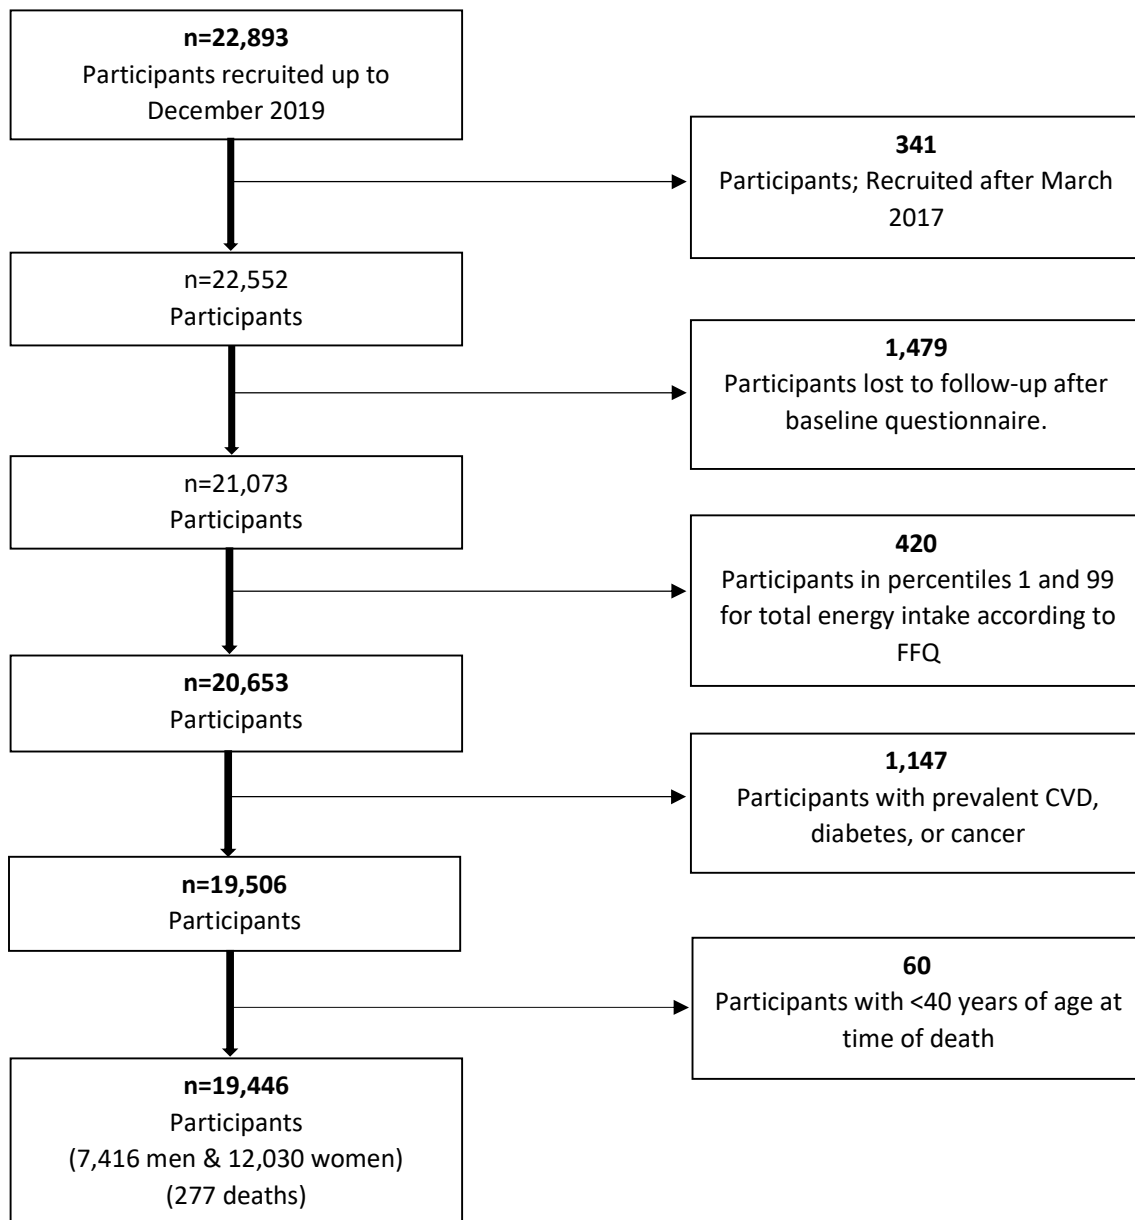 n=22,893
Participants recruited up to
December 2019
341
Participants; Recruited after March
2017
n=22,552
Participants
1,479
Participants lost to follow-up after
baseline questionnaire.
n=21,073
Participants
420
Participants in percentiles 1 and 99
for total energy intake according to
FFQ
n=20,653
Participants
1,147
Participants with prevalent CVD,
diabetes, or cancer
n=19,506
Participants
60
Participants with <40 years of age at
time of death
n=19,446
Participants
(7,416 men & 12,030 women)
(277 deaths)